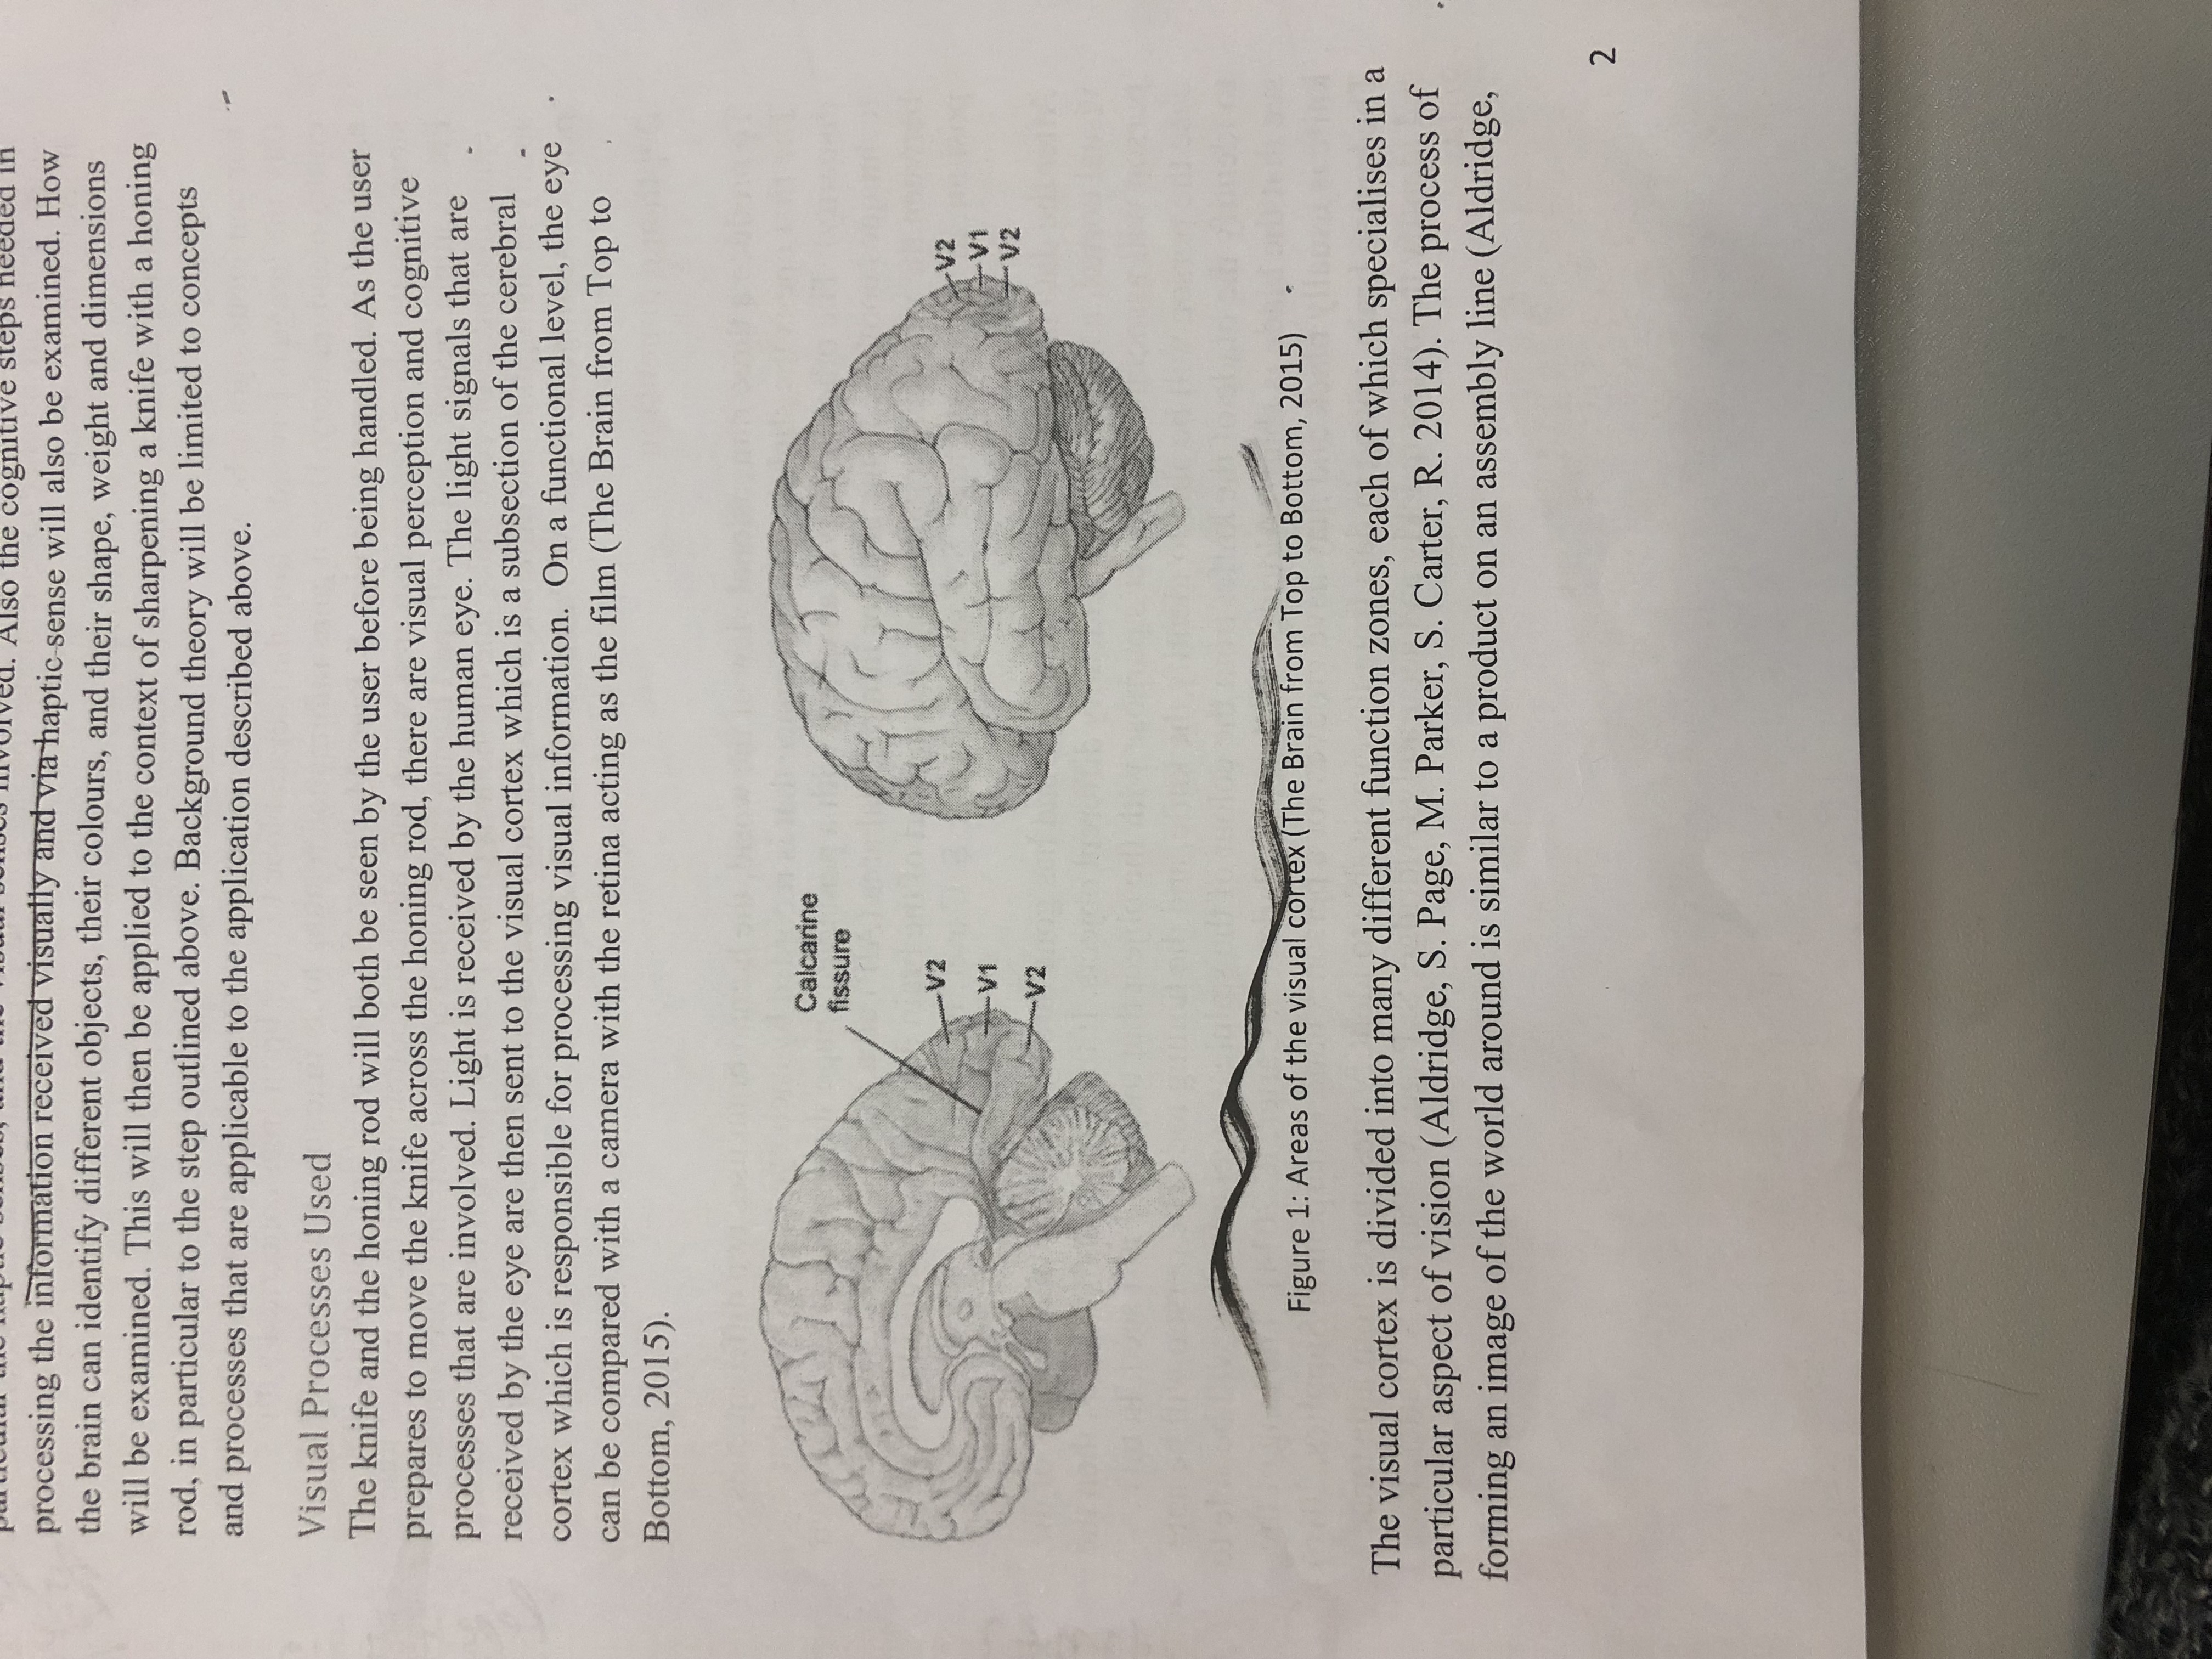 particular the haptic senses, and the visual senses involved. Also the cognitive steps needed in
processing the information received visually and via haptic-sense will also be examined. How
the brain can identify different objects, their colours, and their shape, weight and dimensions
will be examined. This will then be applied to the context of sharpening a knife with a honing
rod, in particular to the step outlined above. Background theory will be limited to concepts
and processes that are applicable to the application described above.
Visual Processes Used
The knife and the honing rod will both be seen by the user before being handled. As the user
prepares to move the knife across the honing rod, there are visual perception and cognitive
processes that are involved. Light is received by the human eye. The light signals that are
received by the eye are then sent to the visual cortex which is a subsection of the cerebral
cortex which is responsible for processing visual information. On a functional level, the eye
can be compared with a camera with the retina acting as the film (The Brain from Top to
Bottom, 2015).
Calcarine
fissure
V2
V1
V2
V2
V1
V2
Figure 1: Areas of the visual cortex (The Brain from Top to Bottom, 2015)
The visual cortex is divided into many different function zones, each of which specialises in a
particular aspect of vision (Aldridge, S. Page, M. Parker, S. Carter, R. 2014). The process of
forming an image of the world around is similar to a product on an assembly line (Aldridge,
2